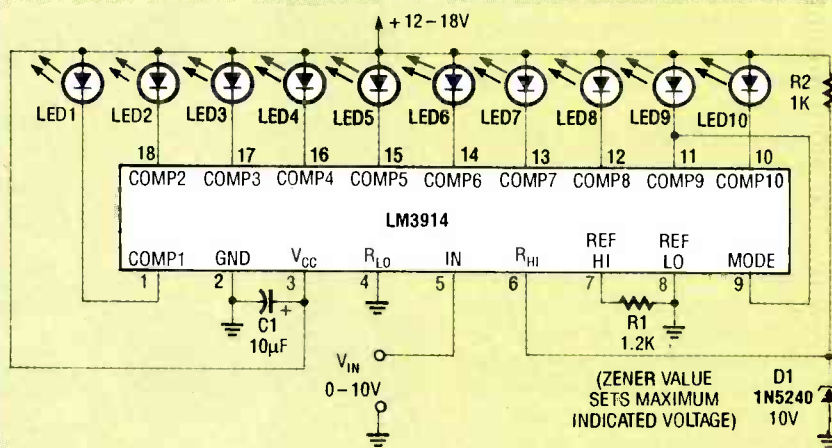 + 12–18V
R2
1K
LED1 LED2 LED3 LED4 LED5 LED6 LED7 LED8 LED9 LED10
18 17 16 15 14 13 12 11 10
COMP2 COMP3 COMP4 COMP5 COMP6 COMP7 COMP8 COMP9 COMP10
LM3914
COMP1 GND VCC RLO IN RHI REF HI REF LO MODE
1 2 3 4 5 6 7 8 9
C1
10µF
+
R1
1.2K
VIN
0–10V
(ZENER VALUE
SETS MAXIMUM
INDICATED VOLTAGE)
D1
1N5240
10V